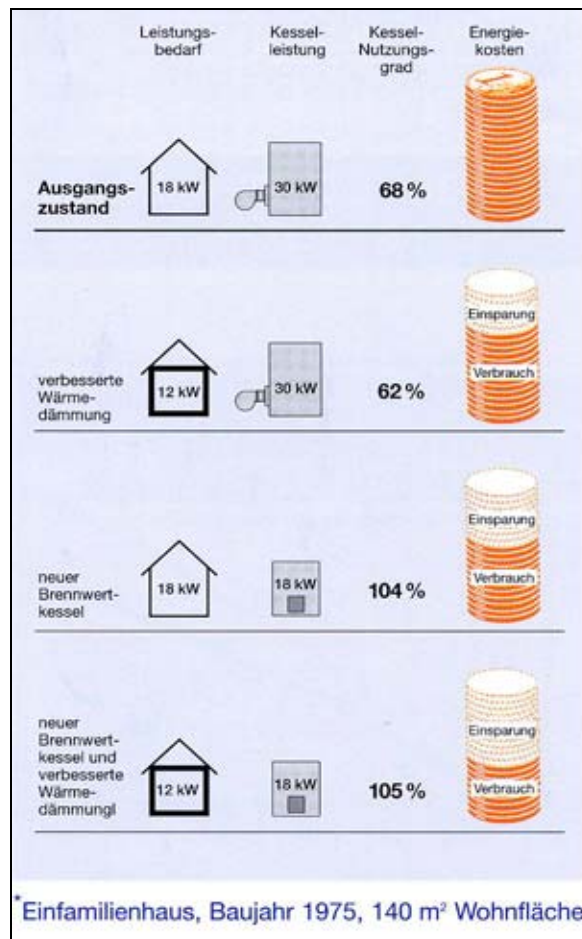 Leistungs-
bedarf
Kessel-
leistung
Kessel-
Nutzungs-
grad
Energie-
kosten
Ausgangs-
zustand
18 kW
30 kW
68 %
verbesserte
Wärme-
dämmung
12 kW
30 kW
62 %
Einsparung
Verbrauch
neuer
Brennwert-
kessel
18 kW
18 kW
104 %
Einsparung
Verbrauch
neuer
Brennwert-
kessel und
verbesserte
Wärme-
dämmungl
12 kW
18 kW
105 %
Einsparung
Verbrauch
*Einfamilienhaus, Baujahr 1975, 140 m² Wohnfläche